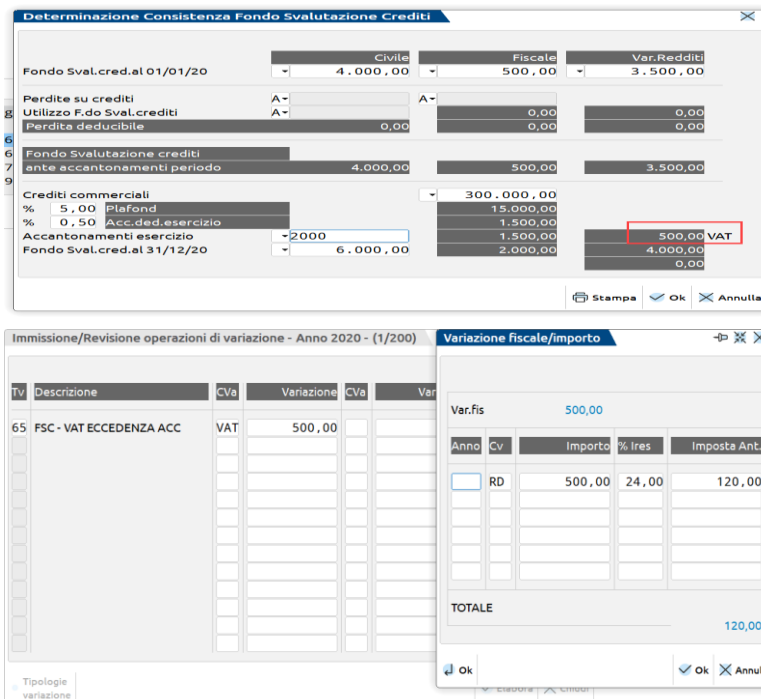 Determinazione Consistenza Fondo Svalutazione Crediti
Civile Fiscale Var.Redditi
Fondo Sval.cred.al 01/01/20 4.000,00 500,00 3.500,00
Perdite su crediti A A
Utilizzo F.do Sval.crediti A 0,00 0,00
Perdita deducibile 0,00 0,00 0,00
Fondo Svalutazione crediti
ante accantonamenti periodo 4.000,00 500,00 3.500,00
Crediti commerciali 300.000,00
% 5,00 Plafond 15.000,00
% 0,50 Acc.ded.esercizio 1.500,00
Accantonamenti esercizio 2000 1.500,00 500,00 VAT
Fondo Sval.cred.al 31/12/20 6.000,00 2.000,00 4.000,00
0,00
Stampa Ok Annulla
g
6
6
7
9
Immissione/Revisione operazioni di variazione - Anno 2020 - (1/200)
Tv Descrizione CVa Variazione CVa Var
65 FSC - VAT ECCEDENZA ACC VAT 500,00
Tipologie
variazione
Elabora Chiudi
Variazione fiscale/importo
Var.fis 500,00
Anno Cv Importo % Ires Imposta Ant.
RD 500,00 24,00 120,00
TOTALE
120,00
Ok Ok Annul